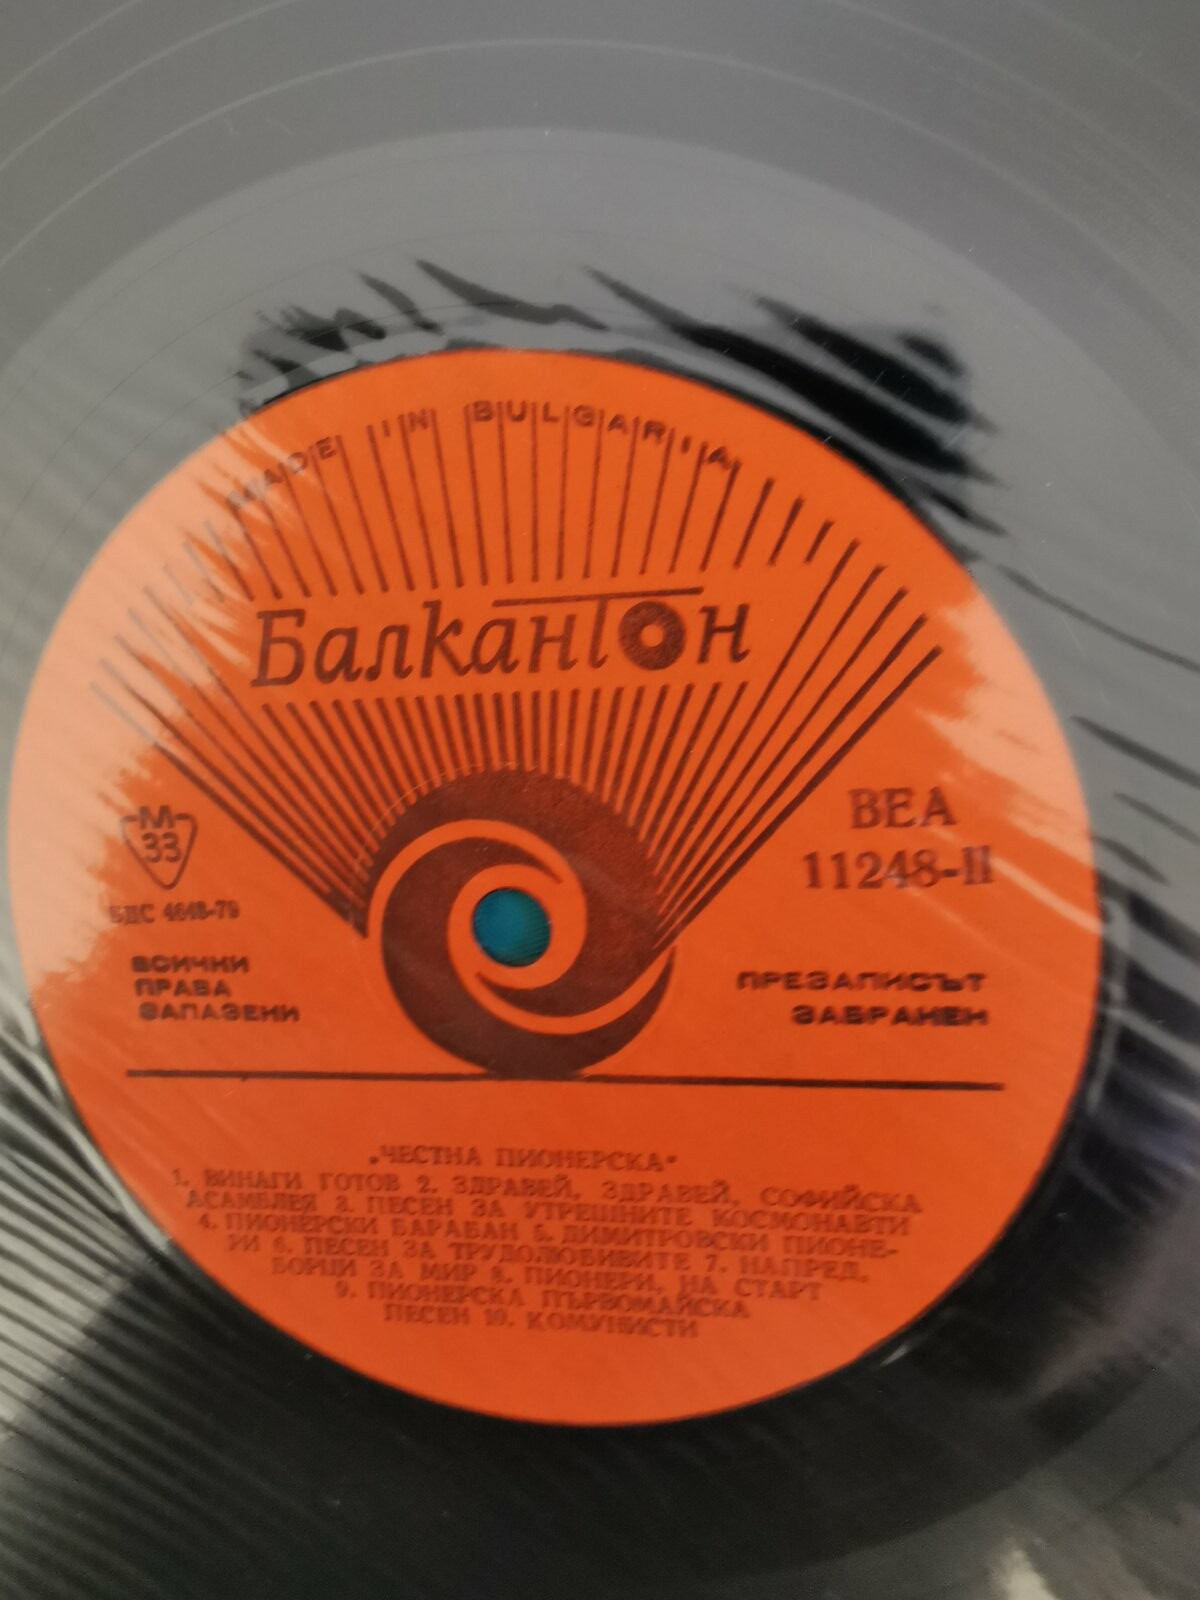 MADE IN BULGARIA
Балкантон
М
33
БДС 4648-79
ВСИЧКИ
ПРАВА
ЗАПАЗЕНИ
ВЕА
11248-II
ПРЕЗАПИСЪТ
ЗАБРАНЕН
„ЧЕСТНА ПИОНЕРСКА“
1. ВИНАГИ ГОТОВ 2. ЗДРАВЕЙ, ЗДРАВЕЙ, СОФИЙСКА
АСАМБЛЕЯ 3. ПЕСЕН ЗА УТРЕШНИТЕ КОСМОНАВТИ
4. ПИОНЕРСКИ БАРАБАН 5. ДИМИТРОВСКИ ПИОНЕ-
РИ 6. ПЕСЕН ЗА ТРУДОЛЮБИВИТЕ 7. НАПРЕД,
БОРЦИ ЗА МИР 8. ПИОНЕРИ, НА СТАРТ
9. ПИОНЕРСКА ПЪРВОМАЙСКА
ПЕСЕН 10. КОМУНИСТИ